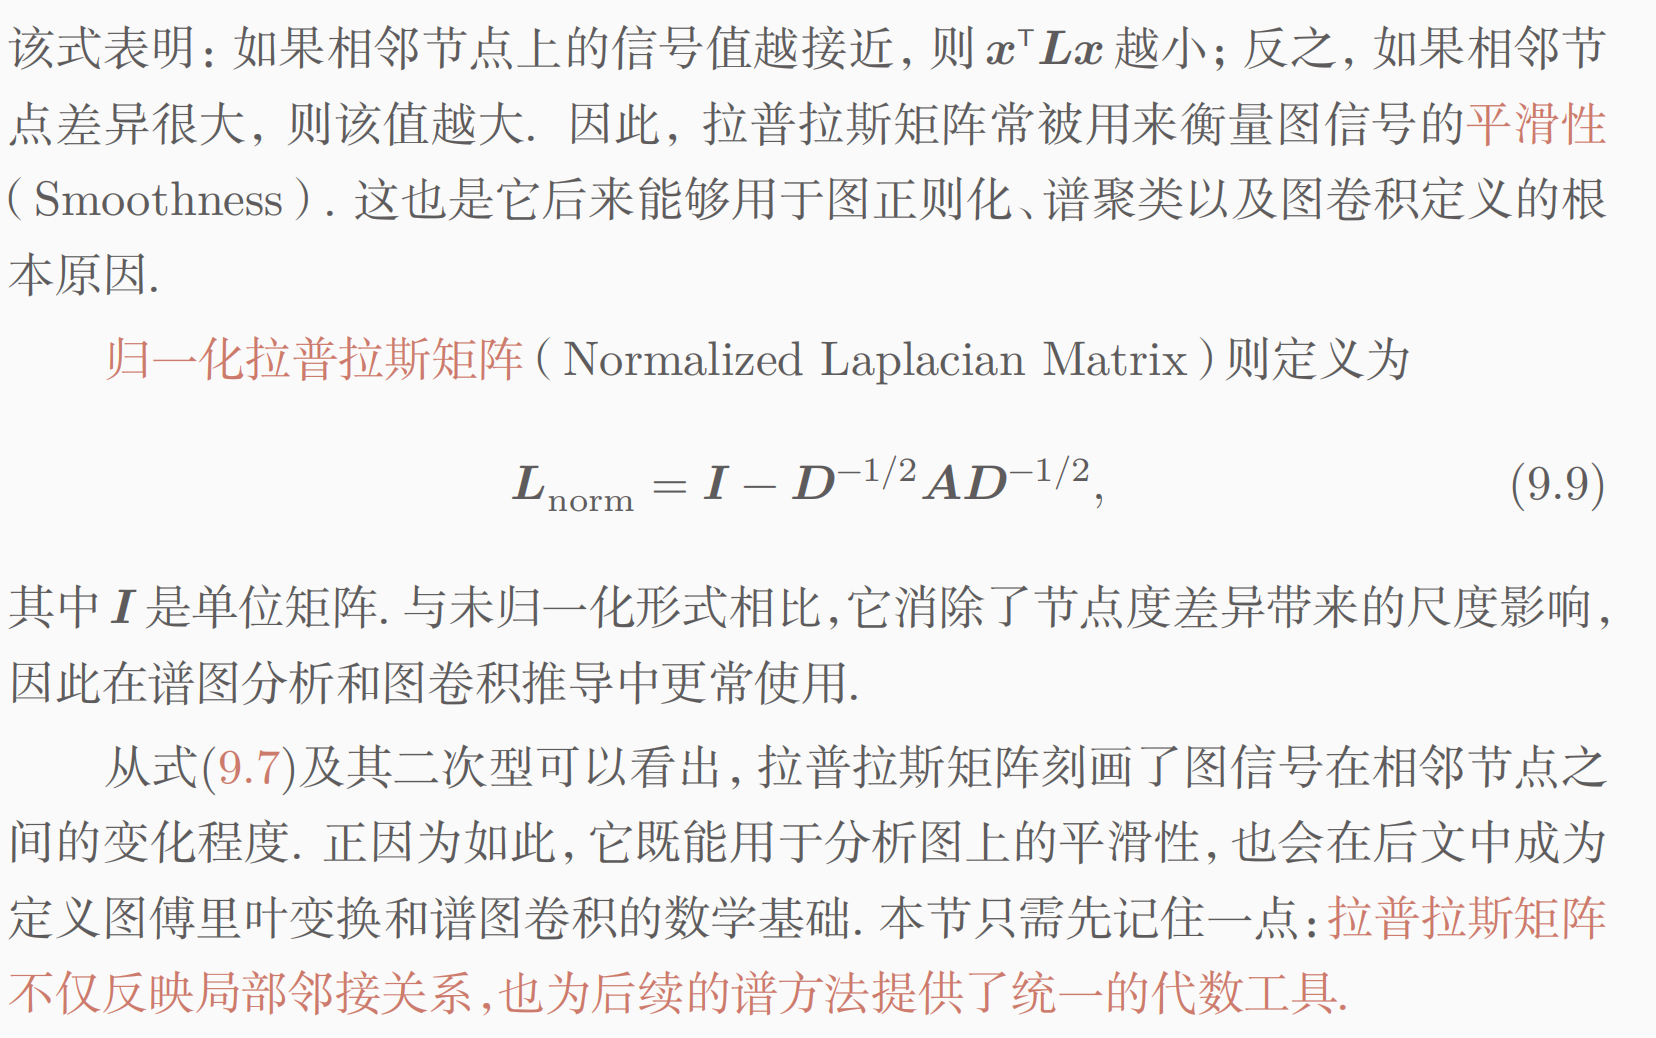 该式表明: 如果相邻节点上的信号值越接近, 则 x⊤Lx 越小; 反之, 如果相邻节
点差异很大, 则该值越大. 因此, 拉普拉斯矩阵常被用来衡量图信号的平滑性
(Smoothness). 这也是它后来能够用于图正则化、谱聚类以及图卷积定义的根
本原因.
归一化拉普拉斯矩阵(Normalized Laplacian Matrix)则定义为
L_norm = I − D^{−1/2}AD^{−1/2}, (9.9)
其中 I 是单位矩阵. 与未归一化形式相比, 它消除了节点度差异带来的尺度影响,
因此在谱图分析和图卷积推导中更常使用.
从式(9.7)及其二次型可以看出, 拉普拉斯矩阵刻画了图信号在相邻节点之
间的变化程度. 正因为如此, 它既能用于分析图上的平滑性, 也会在后文中成为
定义图傅里叶变换和谱图卷积的数学基础. 本节只需先记住一点: 拉普拉斯矩阵
不仅反映局部邻接关系, 也为后续的谱方法提供了统一的代数工具.